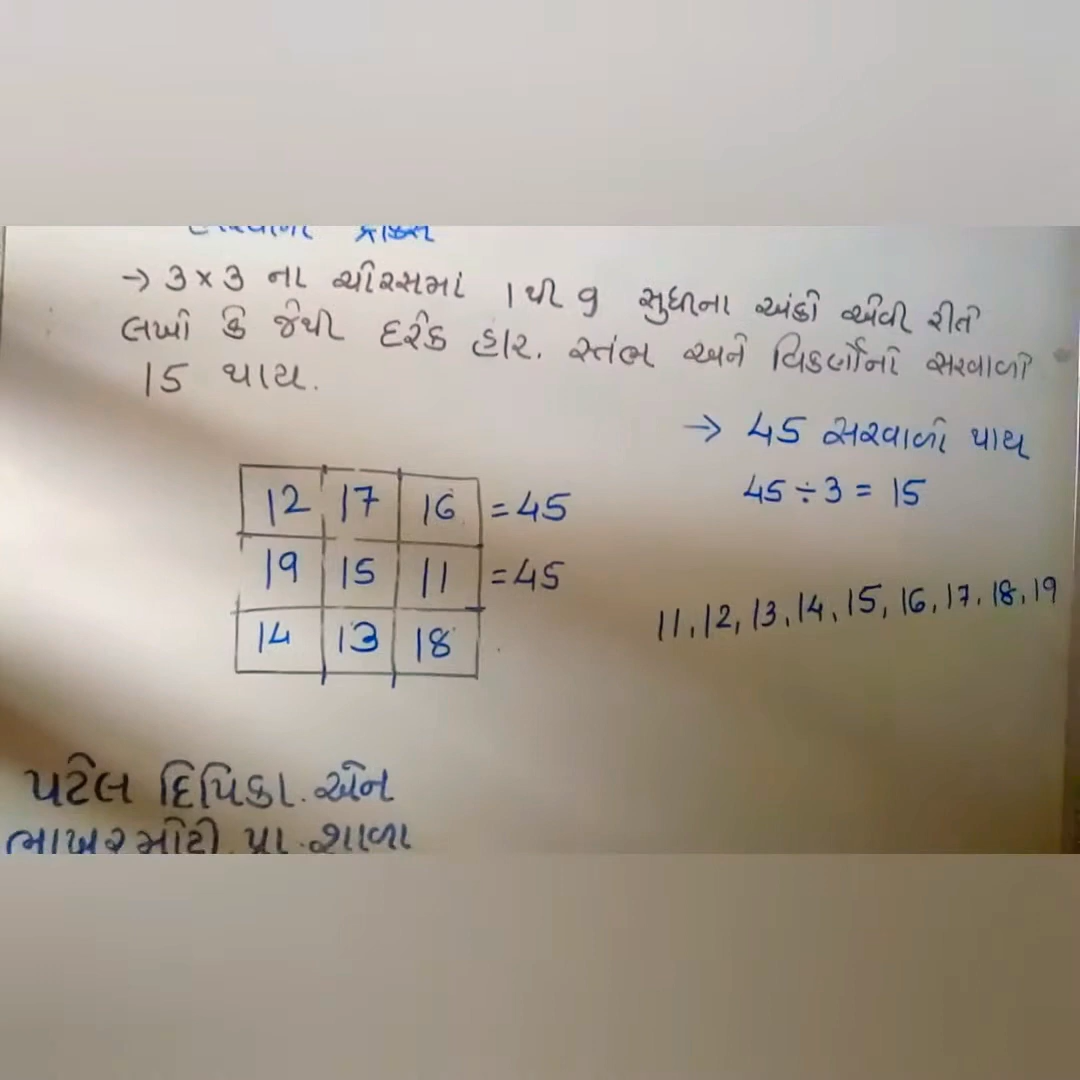 → 3 × 3 ના ચોરસમાં 1 થી 9 સુધીના અંકો એવી રીતે
લખો કે જેથી દરેક હાર. સ્તંભ અને વિકર્ણોનો સરવાળો
15 થાય.
→ 45 સરવાળો થાય
45 ÷ 3 = 15
12 17 16 = 45
19 15 11 = 45
14 13 18
11, 12, 13, 14, 15, 16, 17, 18, 19
પટેલ દિપિકા. એન
ભાખરમોટી. પ્રા. શાળા